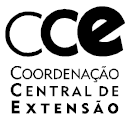 CCE
COORDENAÇÃO
CENTRAL DE
EXTENSÃO